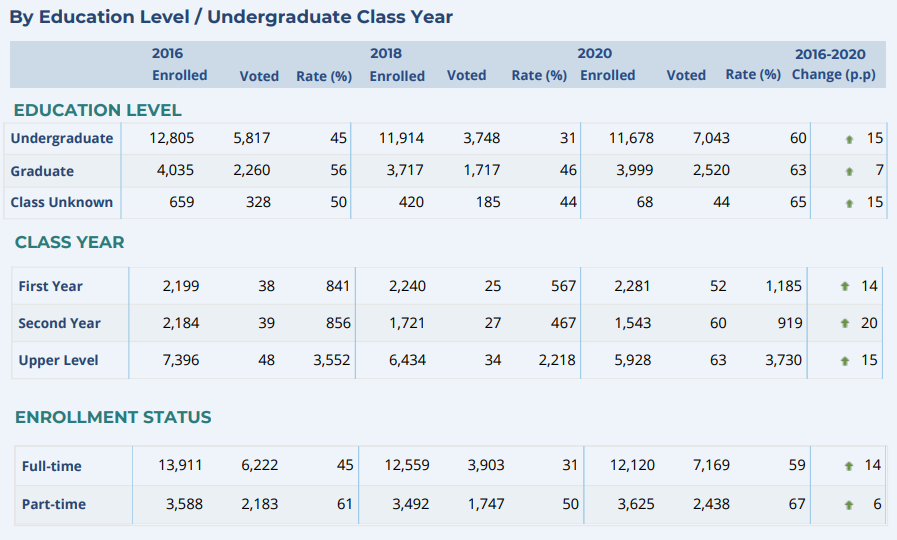 By Education Level / Undergraduate Class Year
2016 2018 2020 2016-2020
Enrolled Voted Rate (%) Enrolled Voted Rate (%) Enrolled Voted Rate (%) Change (p.p)
EDUCATION LEVEL
Undergraduate 12,805 5,817 45 11,914 3,748 31 11,678 7,043 60 15
Graduate 4,035 2,260 56 3,717 1,717 46 3,999 2,520 63 7
Class Unknown 659 328 50 420 185 44 68 44 65 15
CLASS YEAR
First Year 2,199 38 841 2,240 25 567 2,281 52 1,185 14
Second Year 2,184 39 856 1,721 27 467 1,543 60 919 20
Upper Level 7,396 48 3,552 6,434 34 2,218 5,928 63 3,730 15
ENROLLMENT STATUS
Full-time 13,911 6,222 45 12,559 3,903 31 12,120 7,169 59 14
Part-time 3,588 2,183 61 3,492 1,747 50 3,625 2,438 67 6